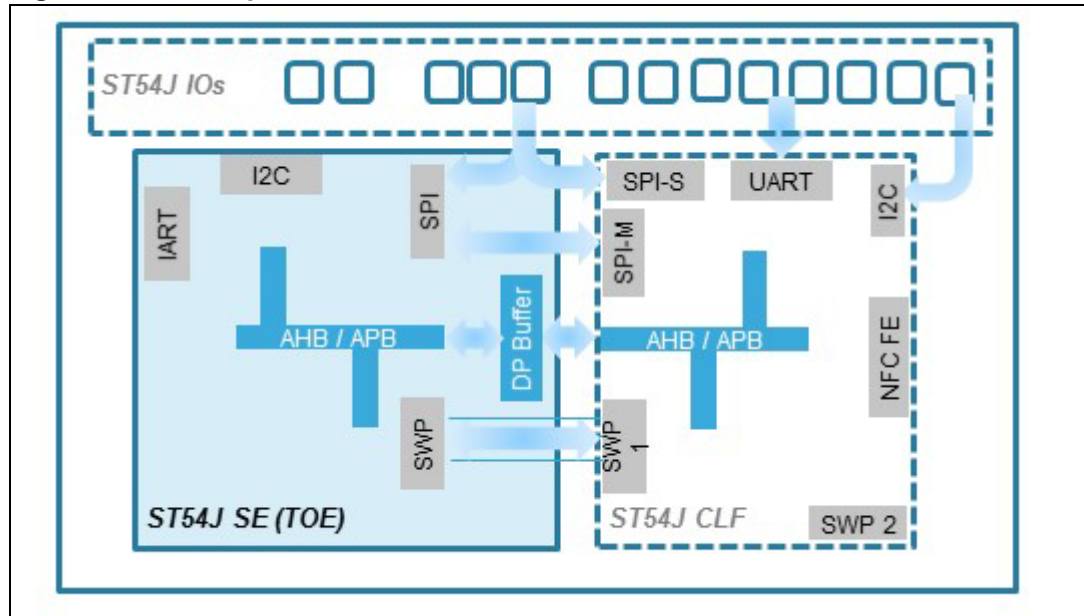 ST54J IOs
I2C
IART
SPI
AHB / APB
DP Buffer
SWP
ST54J SE (TOE)
SPI-S
UART
I2C
SPI-M
AHB / APB
NFC FE
SWP
1
ST54J CLF
SWP 2